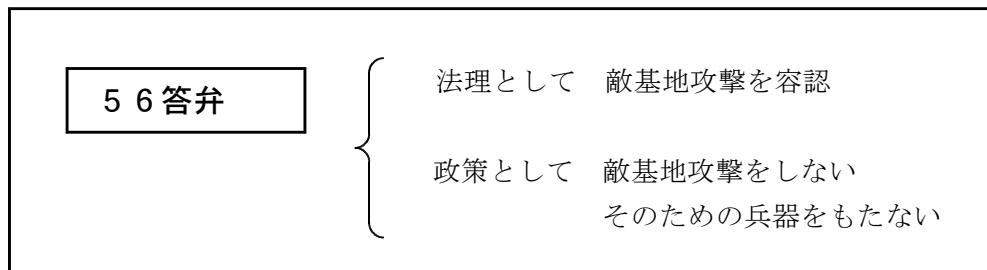 ５６答弁
法理として　敵基地攻撃を容認
政策として　敵基地攻撃をしない
そのための兵器をもたない